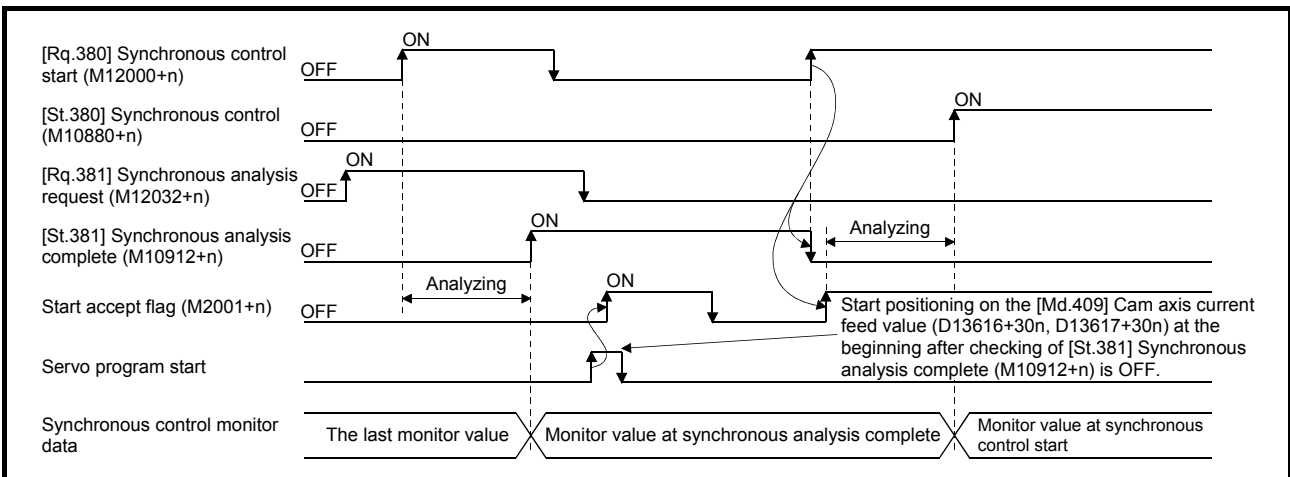 [Rq.380] Synchronous control
start (M12000+n)
OFF
ON
[St.380] Synchronous control
(M10880+n)
OFF
ON
[Rq.381] Synchronous analysis
request (M12032+n)
OFF
ON
[St.381] Synchronous analysis
complete (M10912+n)
OFF
ON
Analyzing
Analyzing
Start accept flag (M2001+n)
OFF
ON
Start positioning on the [Md.409] Cam axis current
feed value (D13616+30n, D13617+30n) at the
beginning after checking of [St.381] Synchronous
analysis complete (M10912+n) is OFF.
Servo program start
Synchronous control monitor
data
The last monitor value
Monitor value at synchronous analysis complete
Monitor value at synchronous
control start